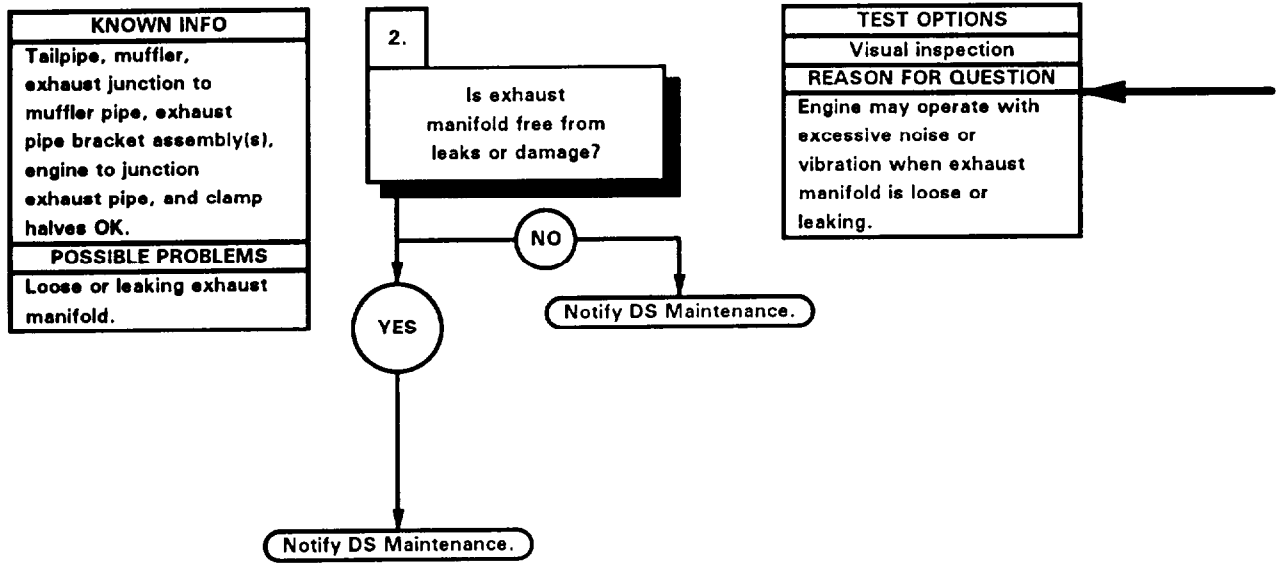 KNOWN INFO
Tailpipe, muffler,
exhaust junction to
muffler pipe, exhaust
pipe bracket assembly(s),
engine to junction
exhaust pipe, and clamp
halves OK.
POSSIBLE PROBLEMS
Loose or leaking exhaust
manifold.
2.
Is exhaust
manifold free from
leaks or damage?
NO
Notify DS Maintenance.
YES
Notify DS Maintenance.
TEST OPTIONS
Visual inspection
REASON FOR QUESTION
Engine may operate with
excessive noise or
vibration when exhaust
manifold is loose or
leaking.